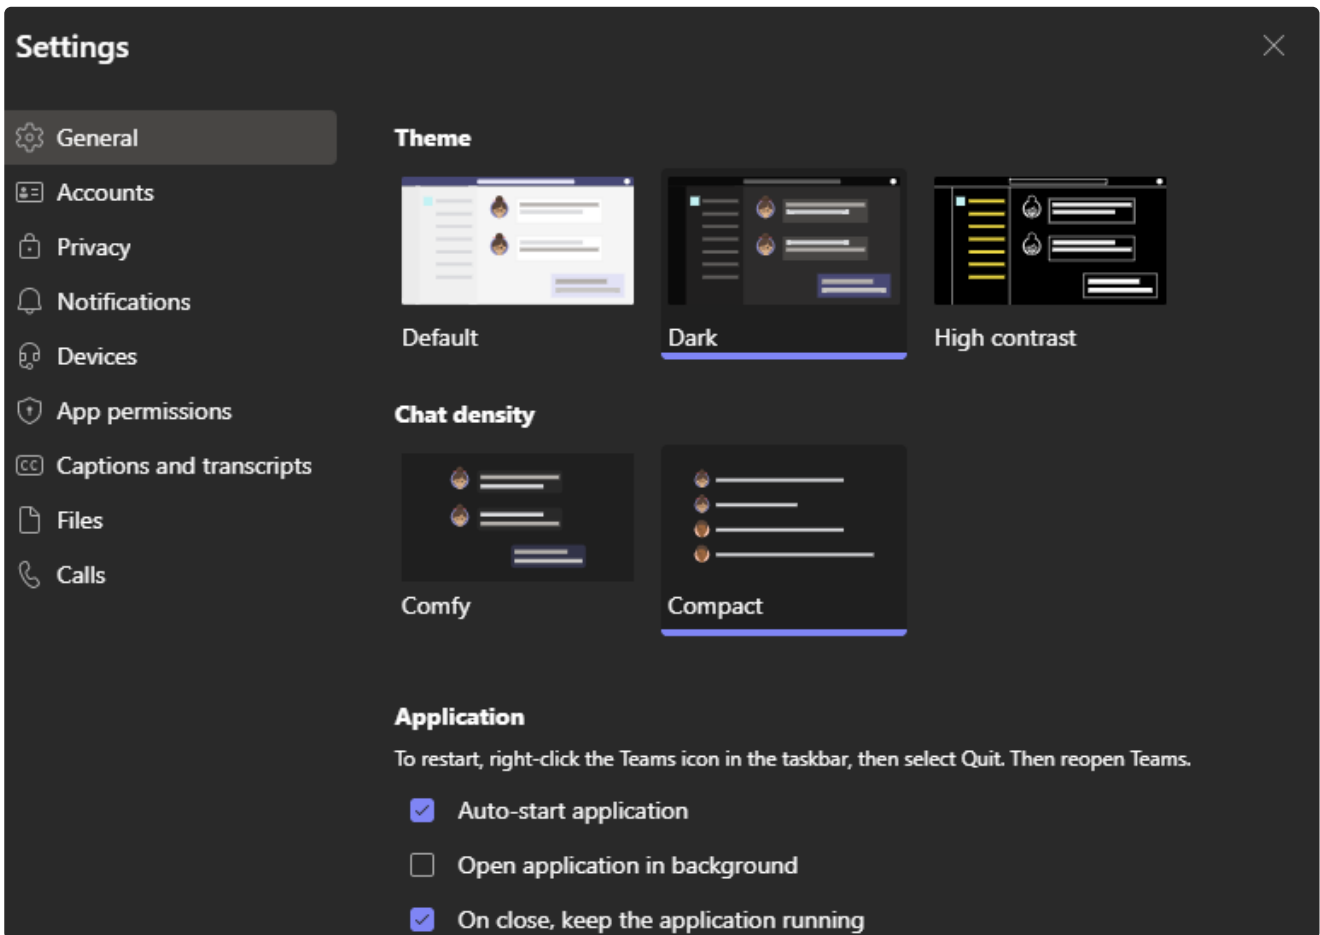 Settings
General
Accounts
Privacy
Notifications
Devices
App permissions
CC Captions and transcripts
Files
Calls
Theme
Default
Dark
High contrast
Chat density
Comfy
Compact
Application
To restart, right-click the Teams icon in the taskbar, then select Quit. Then reopen Teams.
Auto-start application
Open application in background
On close, keep the application running